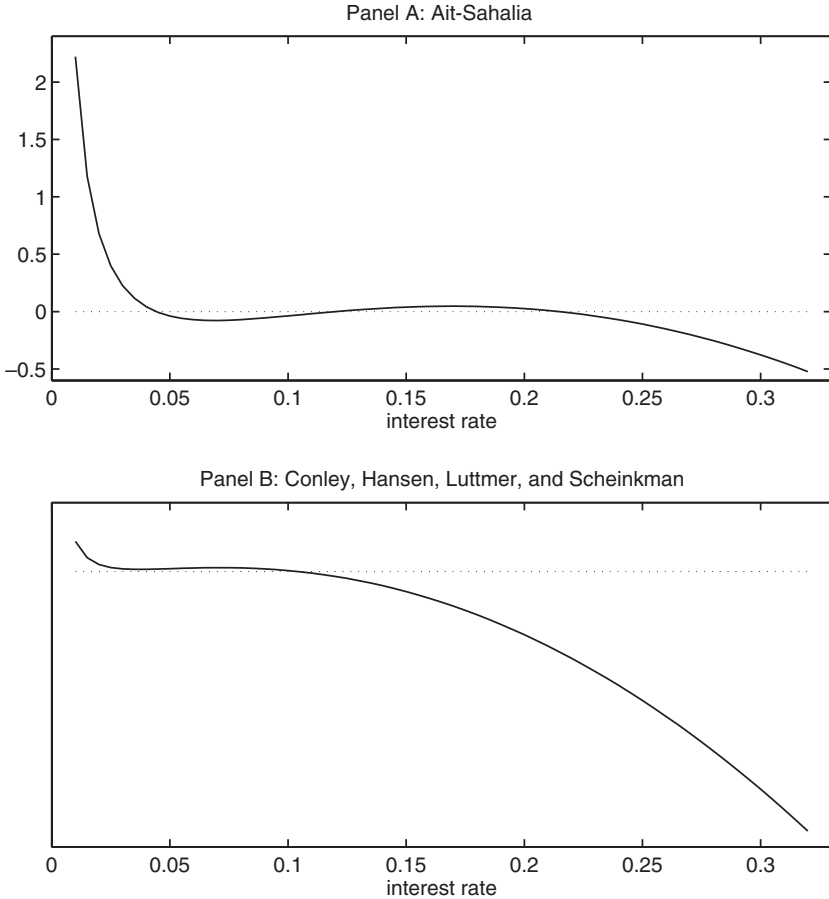 Panel A: Ait-Sahalia
2
1.5
1
0.5
0
−0.5
0 0.05 0.1 0.15 0.2 0.25 0.3
interest rate
Panel B: Conley, Hansen, Luttmer, and Scheinkman
0 0.05 0.1 0.15 0.2 0.25 0.3
interest rate